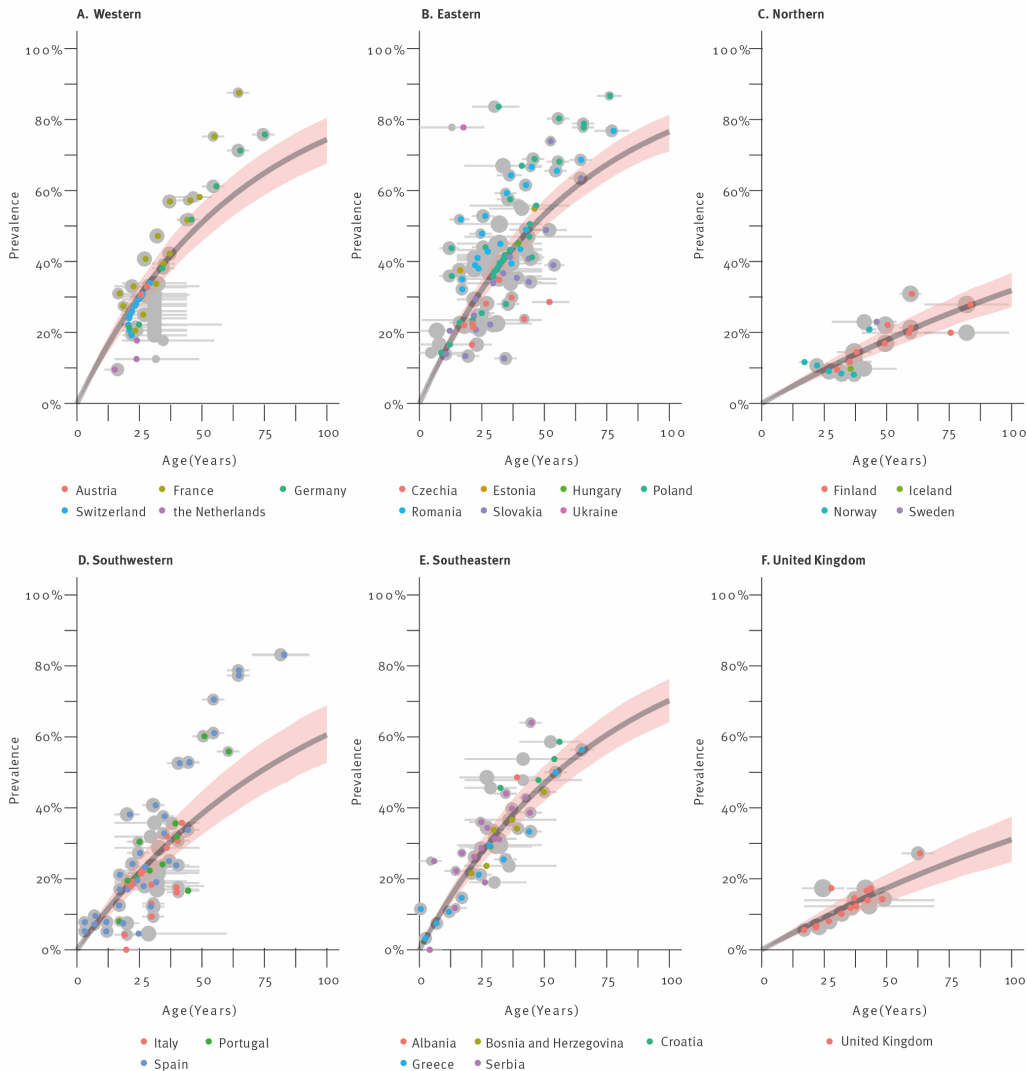 A. Western
B. Eastern
C. Northern
100%
80%
60%
40%
20%
0%
Prevalence
0 25 50 75 100
Age(Years)
100%
80%
60%
40%
20%
0%
Prevalence
0 25 50 75 100
Age(Years)
100%
80%
60%
40%
20%
0%
Prevalence
0 25 50 75 100
Age(Years)
Austria France Germany
Switzerland the Netherlands
Czechia Estonia Hungary Poland
Romania Slovakia Ukraine
Finland Iceland
Norway Sweden
D. Southwestern
E. Southeastern
F. United Kingdom
100%
80%
60%
40%
20%
0%
Prevalence
0 25 50 75 100
Age(Years)
100%
80%
60%
40%
20%
0%
Prevalence
0 25 50 75 100
Age(Years)
100%
80%
60%
40%
20%
0%
Prevalence
0 25 50 75 100
Age(Years)
Italy Portugal
Spain
Albania Bosnia and Herzegovina Croatia
Greece Serbia
United Kingdom